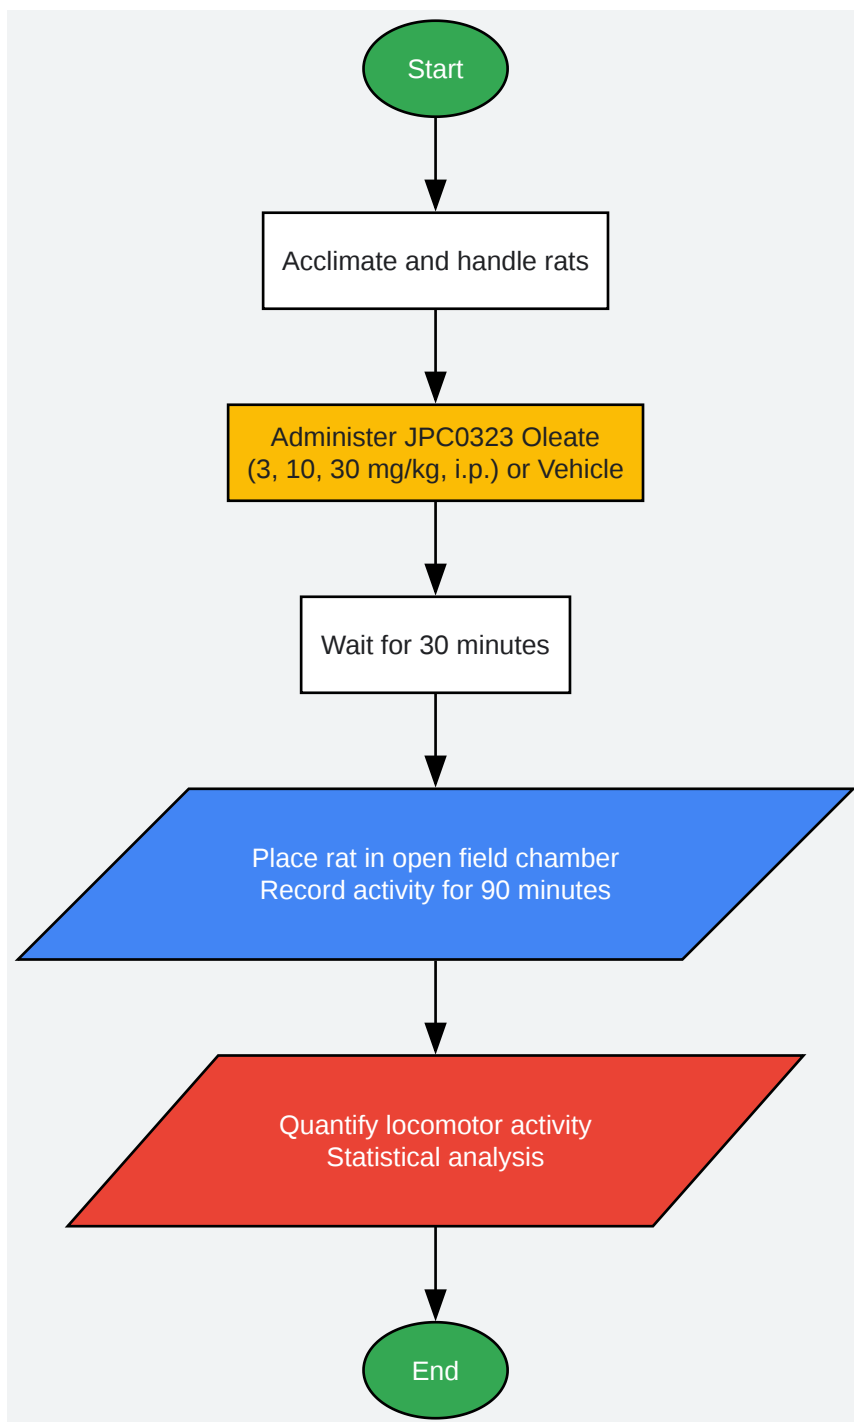 Start
Acclimate and handle rats
Administer JPC0323 Oleate
(3, 10, 30 mg/kg, i.p.) or Vehicle
Wait for 30 minutes
Place rat in open field chamber
Record activity for 90 minutes
Quantify locomotor activity
Statistical analysis
End